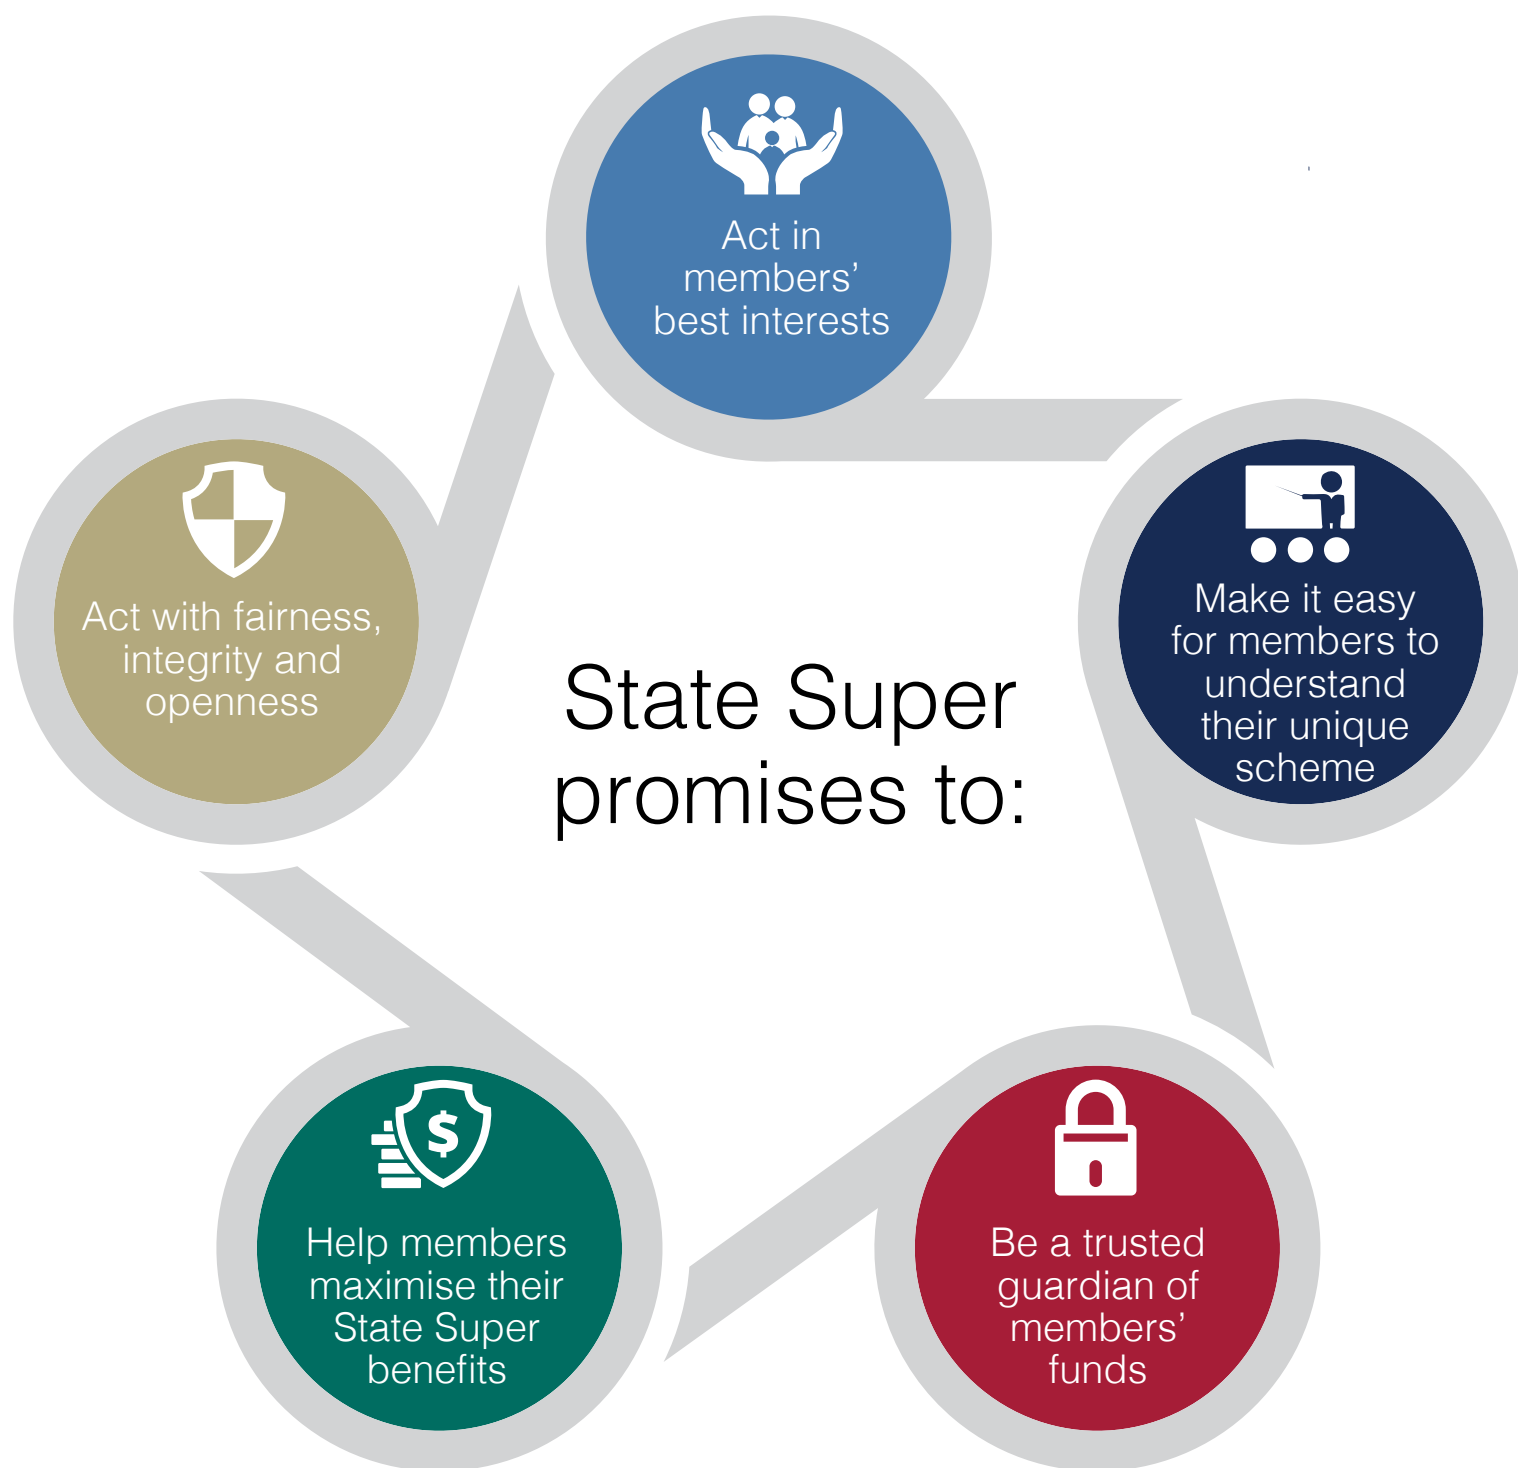 State Super
promises to:
Act in
members’
best interests
Make it easy
for members to
understand
their unique
scheme
Be a trusted
guardian of
members’
funds
Help members
maximise their
State Super
benefits
Act with fairness,
integrity and
openness
$